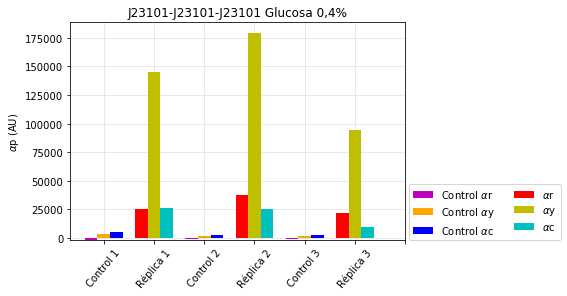 J23101-J23101-J23101 Glucosa 0,4%
αp (AU)
175000
150000
125000
100000
75000
50000
25000
0
Control 1
Réplica 1
Control 2
Réplica 2
Control 3
Réplica 3
Control αr
Control αy
Control αc
αr
αy
αc